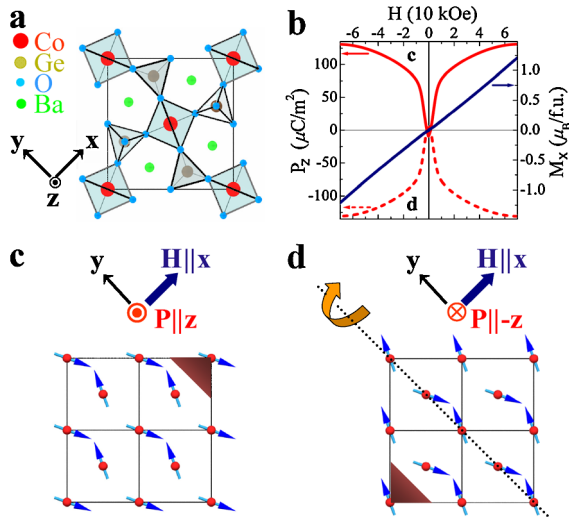 a
Co
Ge
O
Ba
y
x
z
b
H (10 kOe)
-6 -4 -2 0 2 4 6
100
50
0
-50
-100
P_z (μC/m²)
1.0
0.5
0.0
-0.5
-1.0
M_X (μ_B/f.u.)
c
d
c
y
H||x
P||z
d
y
H||x
P||-z